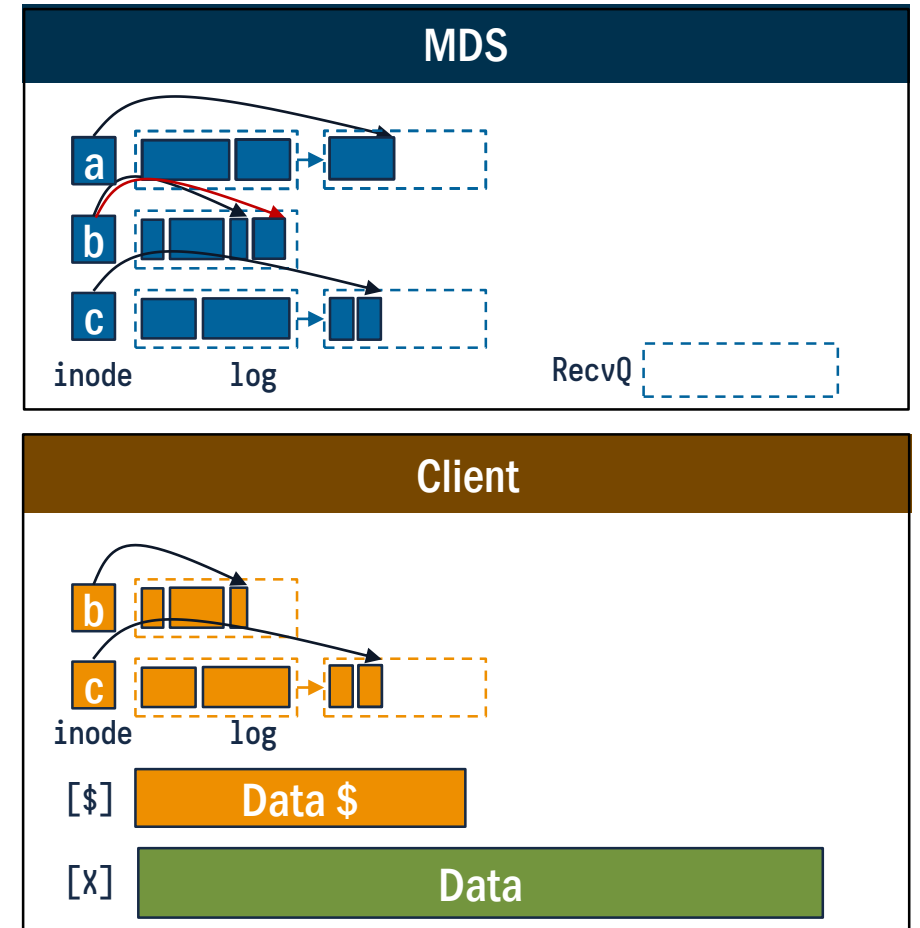 MDS
a
b
c
inode log
RecvQ
Client
b
c
inode log
[$] Data $
[X] Data